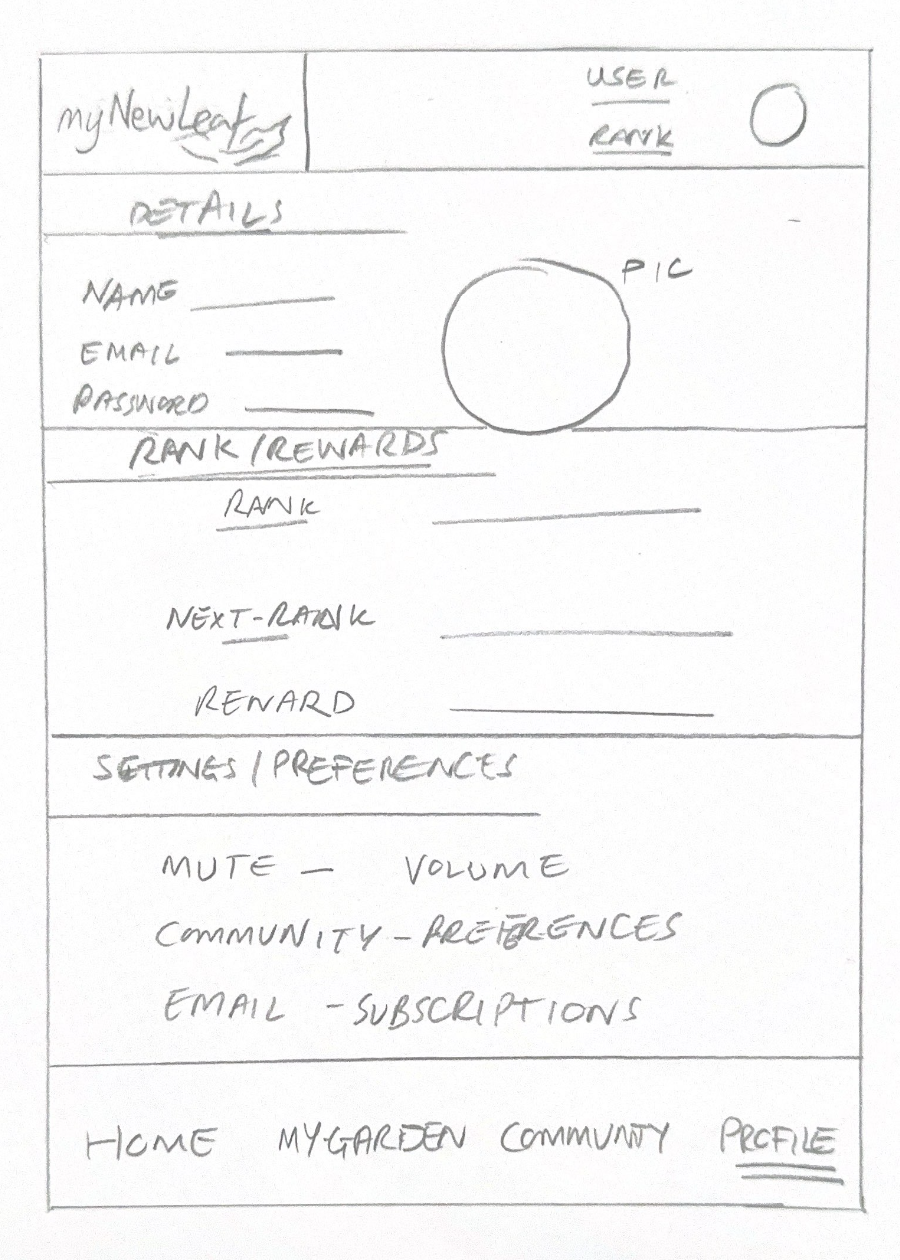 myNewLeaf
USER
RANK
DETAILS
PIC
NAME
EMAIL
PASSWORD
RANK/REWARDS
RANK
NEXT-RANK
REWARD
SETTINGS/PREFERENCES
MUTE – VOLUME
COMMUNITY – PREFERENCES
EMAIL – SUBSCRIPTIONS
HOME MYGARDEN COMMUNITY PROFILE